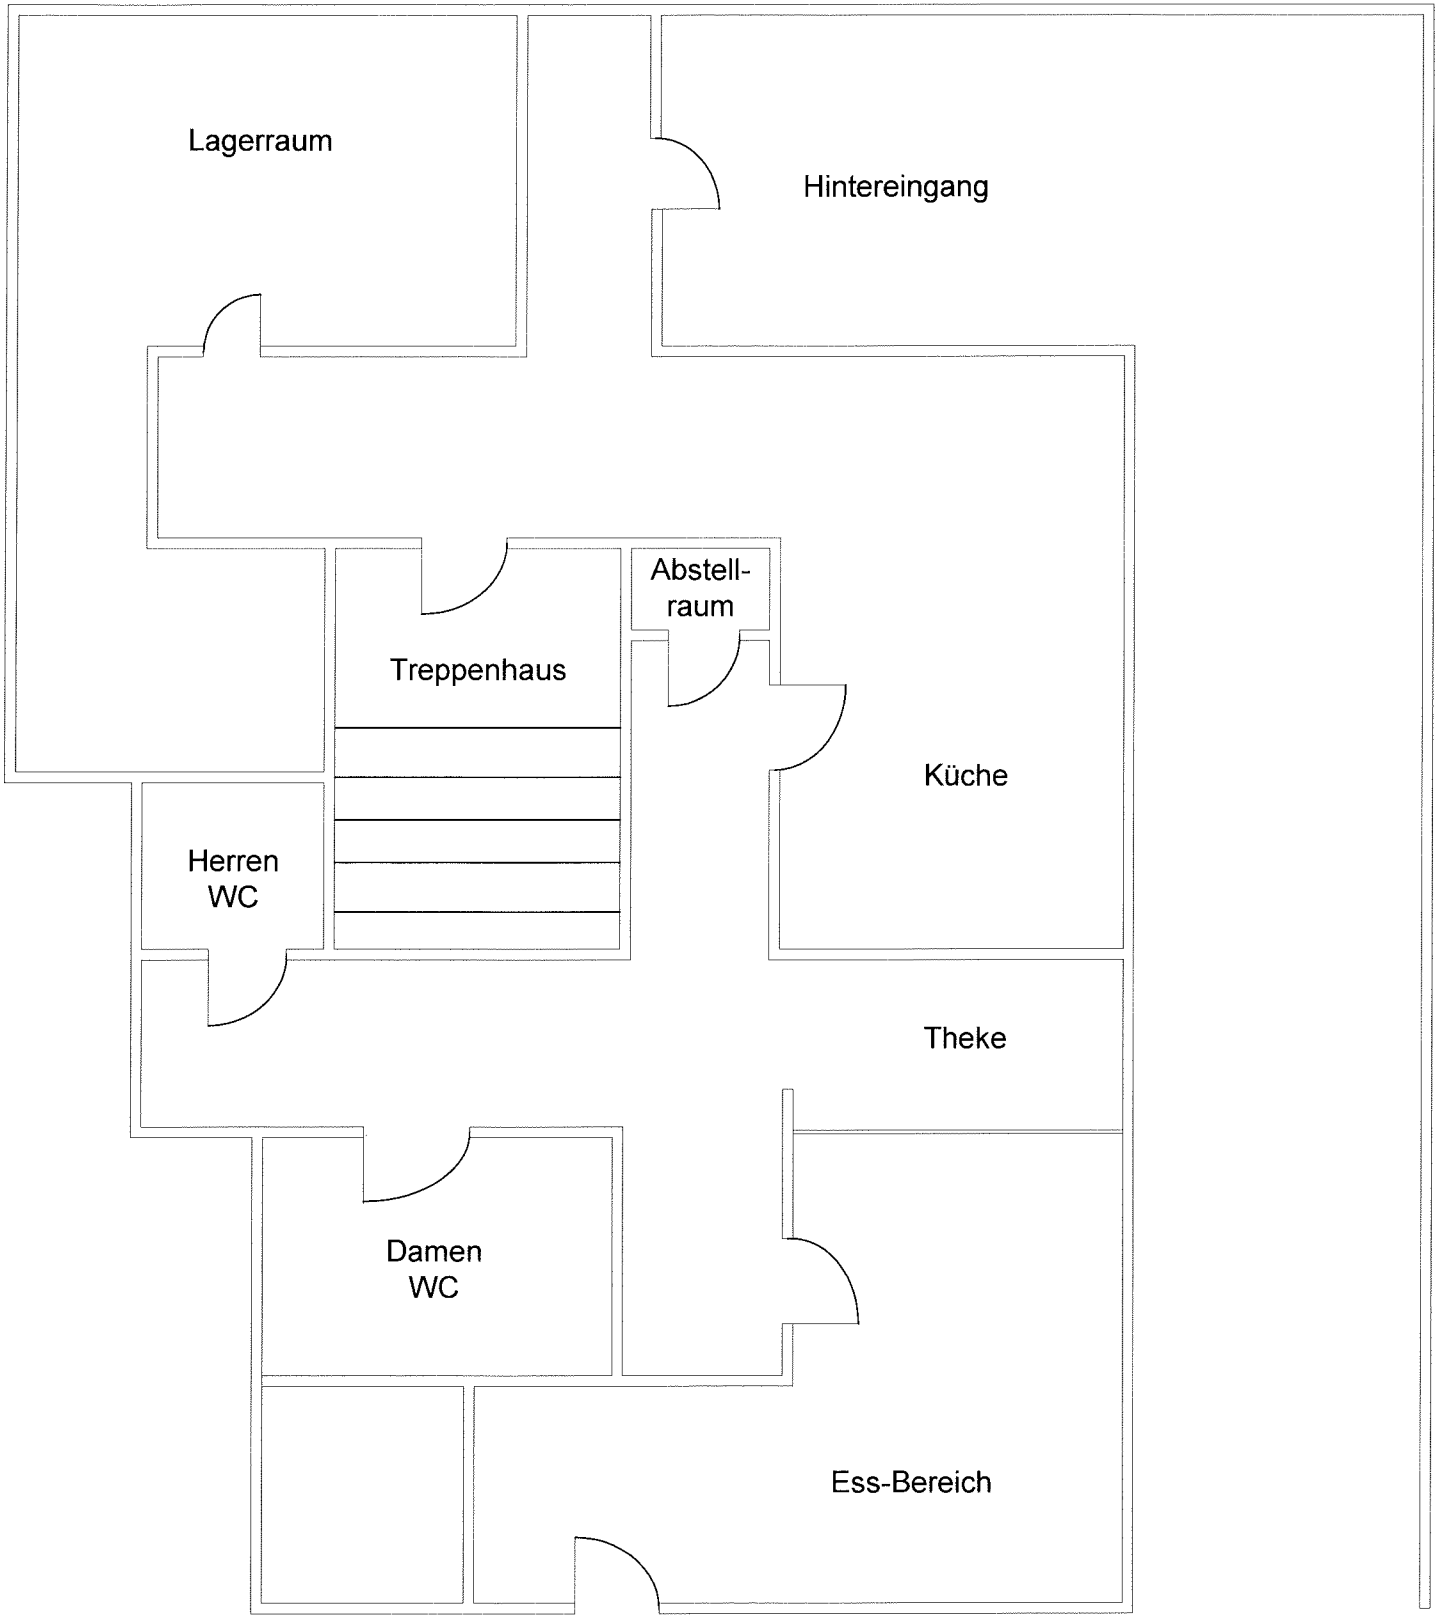 Lagerraum
Hintereingang
Abstell-
raum
Treppenhaus
Küche
Herren
WC
Theke
Damen
WC
Ess-Bereich